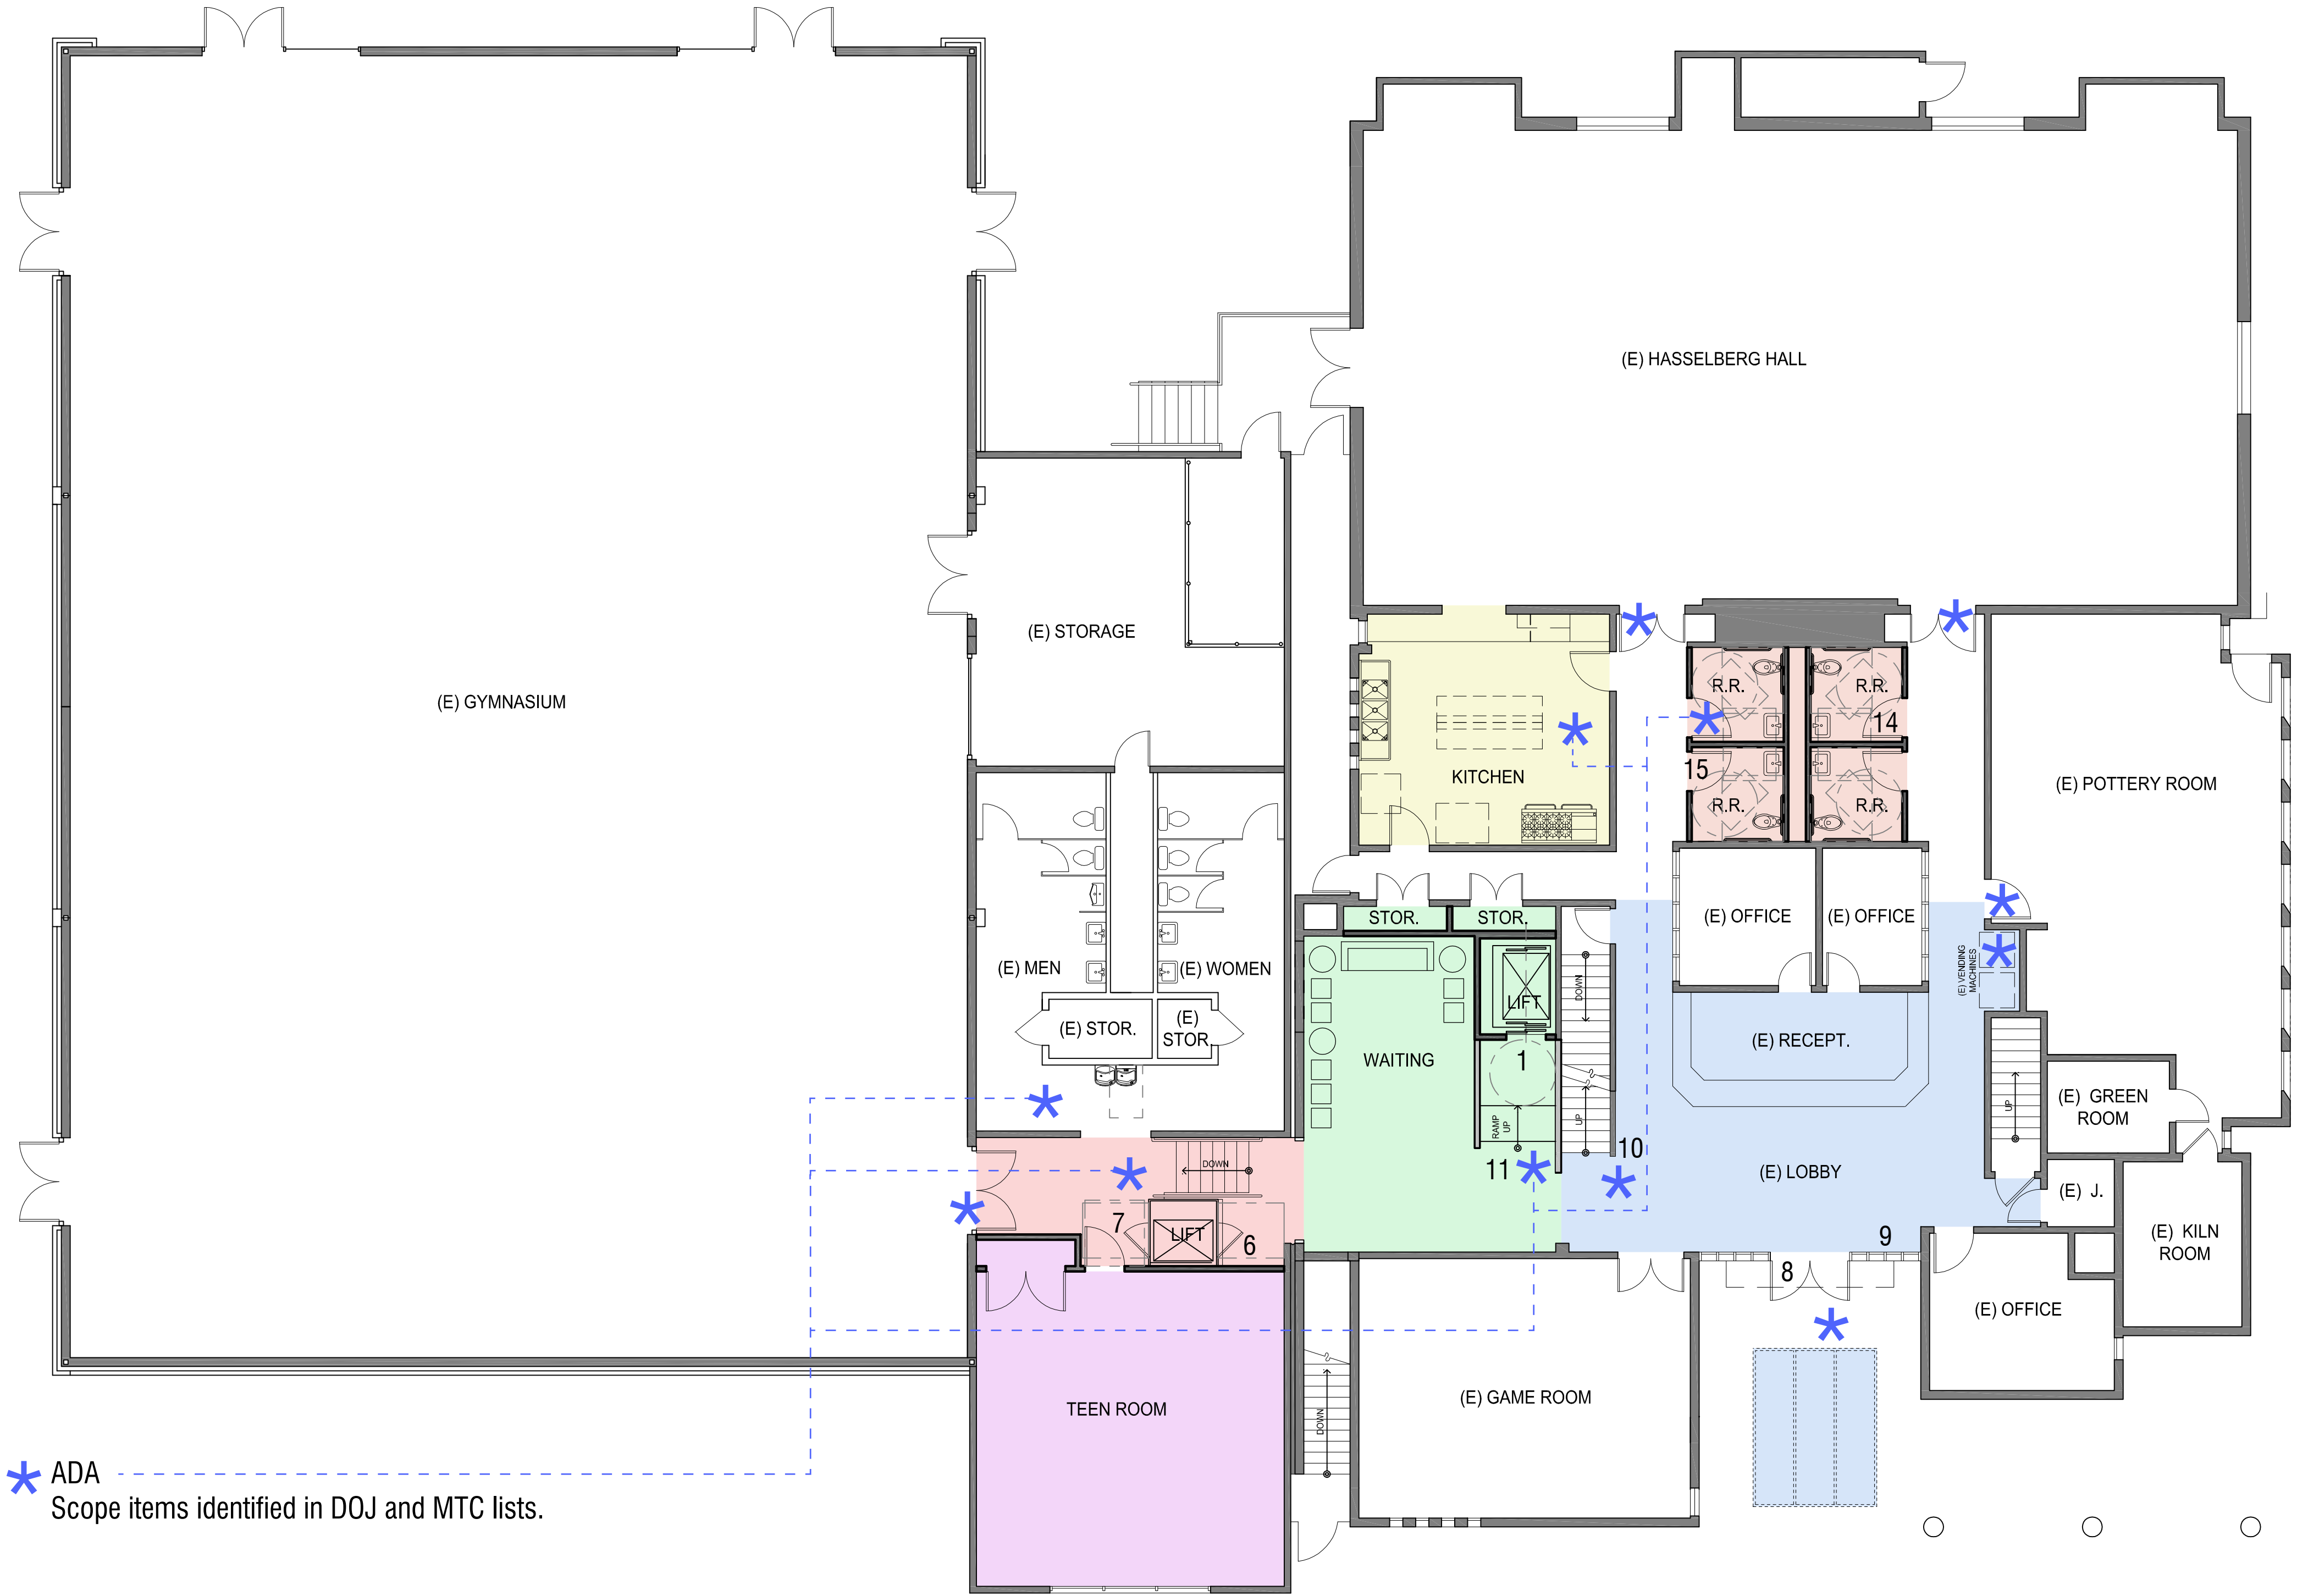 (E) HASSELBERG HALL
(E) STORAGE
(E) GYMNASIUM
R.R.
R.R.
14
KITCHEN
15
(E) POTTERY ROOM
R.R.
R.R.
STOR.
STOR.
(E) OFFICE
(E) OFFICE
(E) MEN
(E) WOMEN
(E) VENDING
MACHINES
DOWN
LIFT
(E) STOR.
(E)
STOR.
WAITING
1
(E) RECEPT.
(E) GREEN
ROOM
UP
RAMP
UP
UP
10
11
DOWN
(E) LOBBY
(E) J.
7
LIFT
6
9
8
(E) KILN
ROOM
(E) OFFICE
TEEN ROOM
DOWN
(E) GAME ROOM
* ADA
Scope items identified in DOJ and MTC lists.